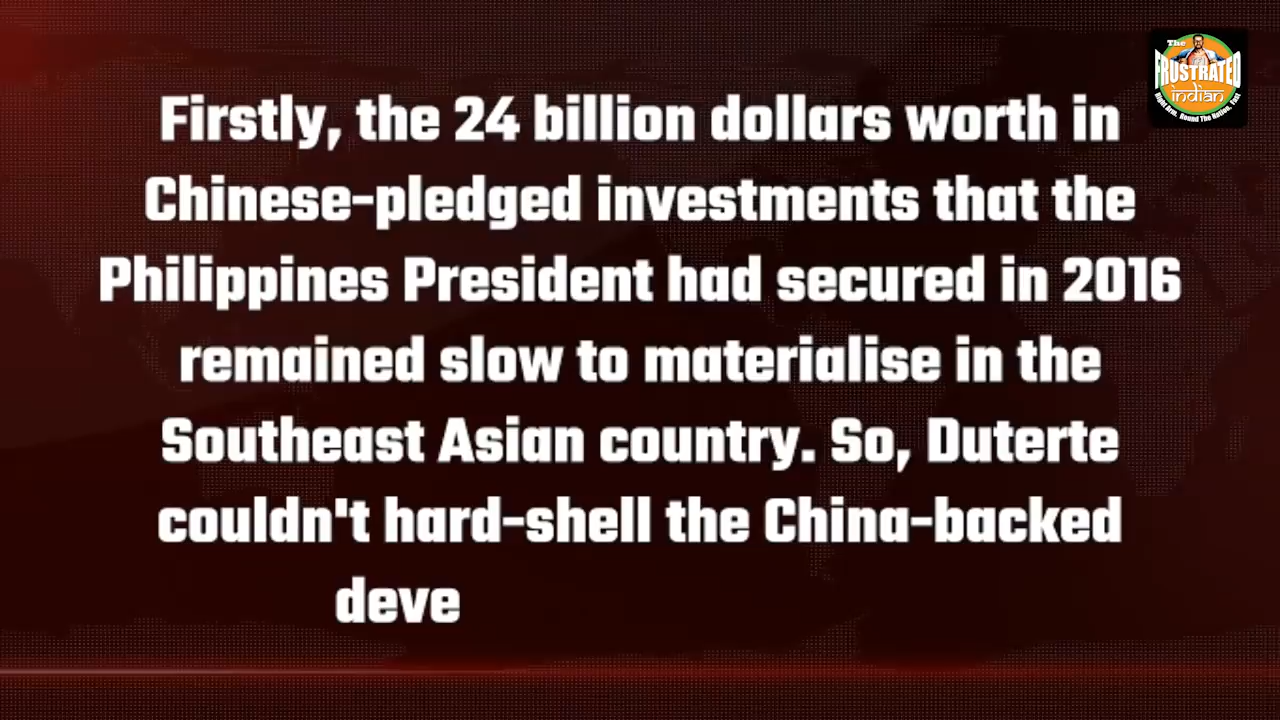 The
FRUSTRATED
indian
Firstly, the 24 billion dollars worth in
Chinese-pledged investments that the
Philippines President had secured in 2016
remained slow to materialise in the
Southeast Asian country. So, Duterte
couldn't hard-shell the China-backed
deve